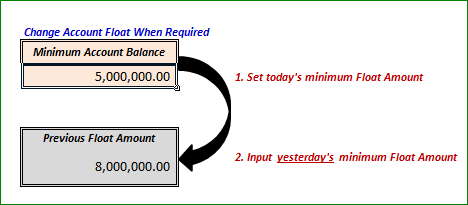 Change Account Float When Required
Minimum Account Balance
5,000,000.00
1. Set today's minimum Float Amount
Previous Float Amount
8,000,000.00
2. Input yesterday's minimum Float Amount